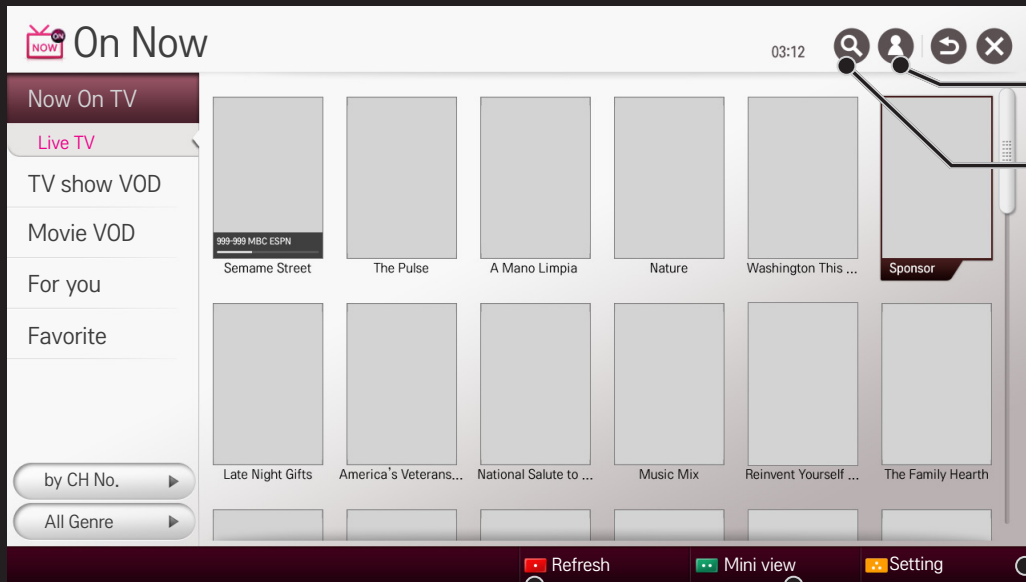 NOW
ON
On Now
03:12
Now On TV
Live TV
TV show VOD
Movie VOD
For you
Favorite
by CH No.
All Genre
999-999 MBC ESPN
Semame Street
The Pulse
A Mano Limpia
Nature
Washington This ...
Sponsor
Late Night Gifts
America's Veterans...
National Salute to ...
Music Mix
Reinvent Yourself ...
The Family Hearth
Refresh
Mini view
Setting